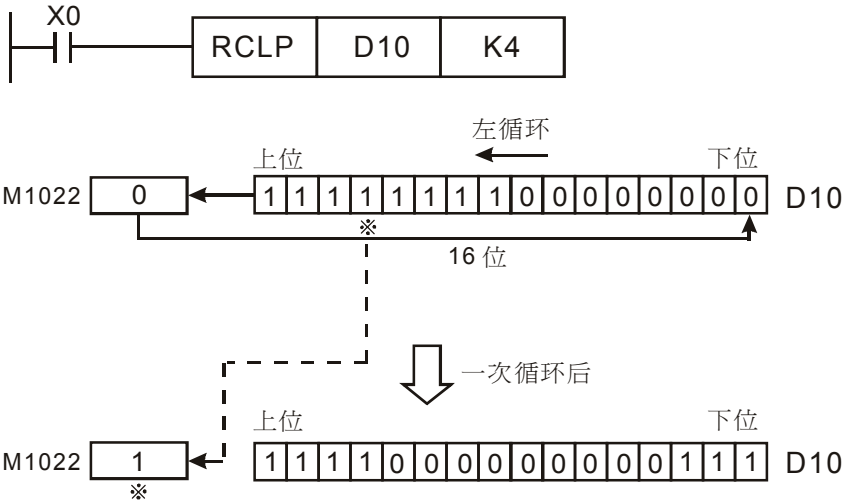 X0
RCLP D10 K4
左循环
上位 下位
M1022 0 1 1 1 1 1 1 1 1 0 0 0 0 0 0 0 0 D10
※
16 位
一次循环后
上位 下位
M1022 1 1 1 1 1 0 0 0 0 0 0 0 0 0 1 1 1 D10
※